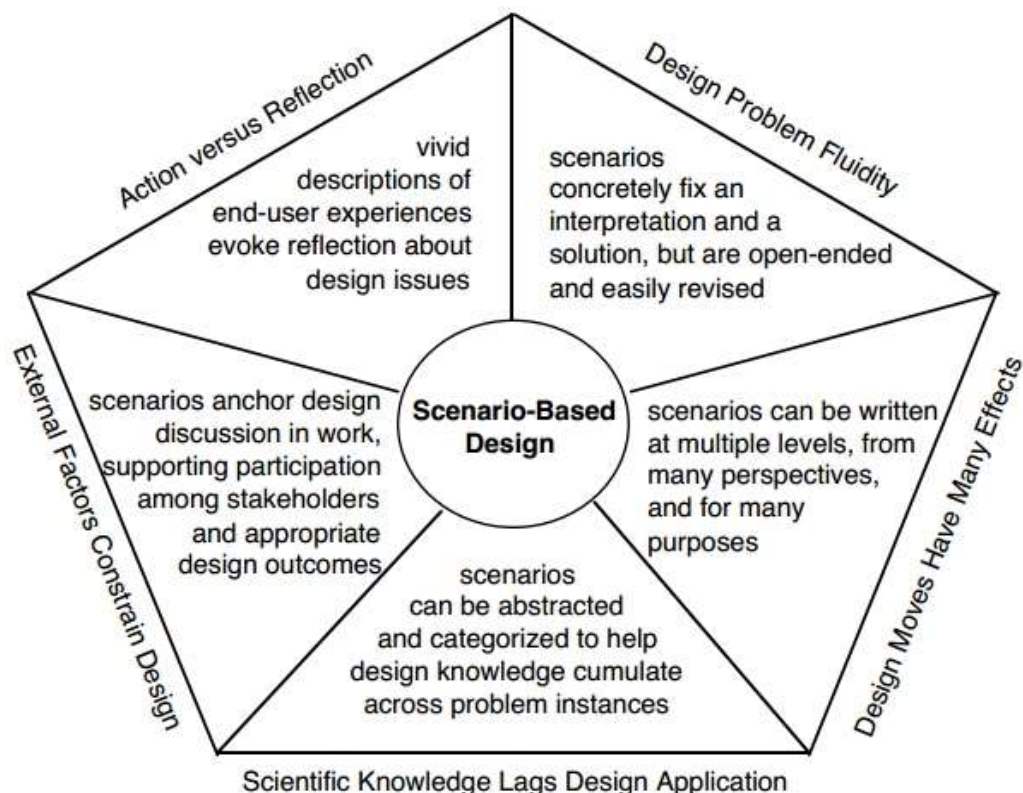 Action versus Reflection
Design Problem Fluidity
vivid
descriptions of
end-user experiences
evoke reflection about
design issues
scenarios
concretely fix an
interpretation and a
solution, but are open-ended
and easily revised
External Factors Constrain Design
scenarios anchor design
discussion in work,
supporting participation
among stakeholders
and appropriate
design outcomes
Scenario-Based
Design
scenarios can be written
at multiple levels, from
many perspectives,
and for many
purposes
Design Moves Have Many Effects
scenarios
can be abstracted
and categorized to help
design knowledge cumulate
across problem instances
Scientific Knowledge Lags Design Application